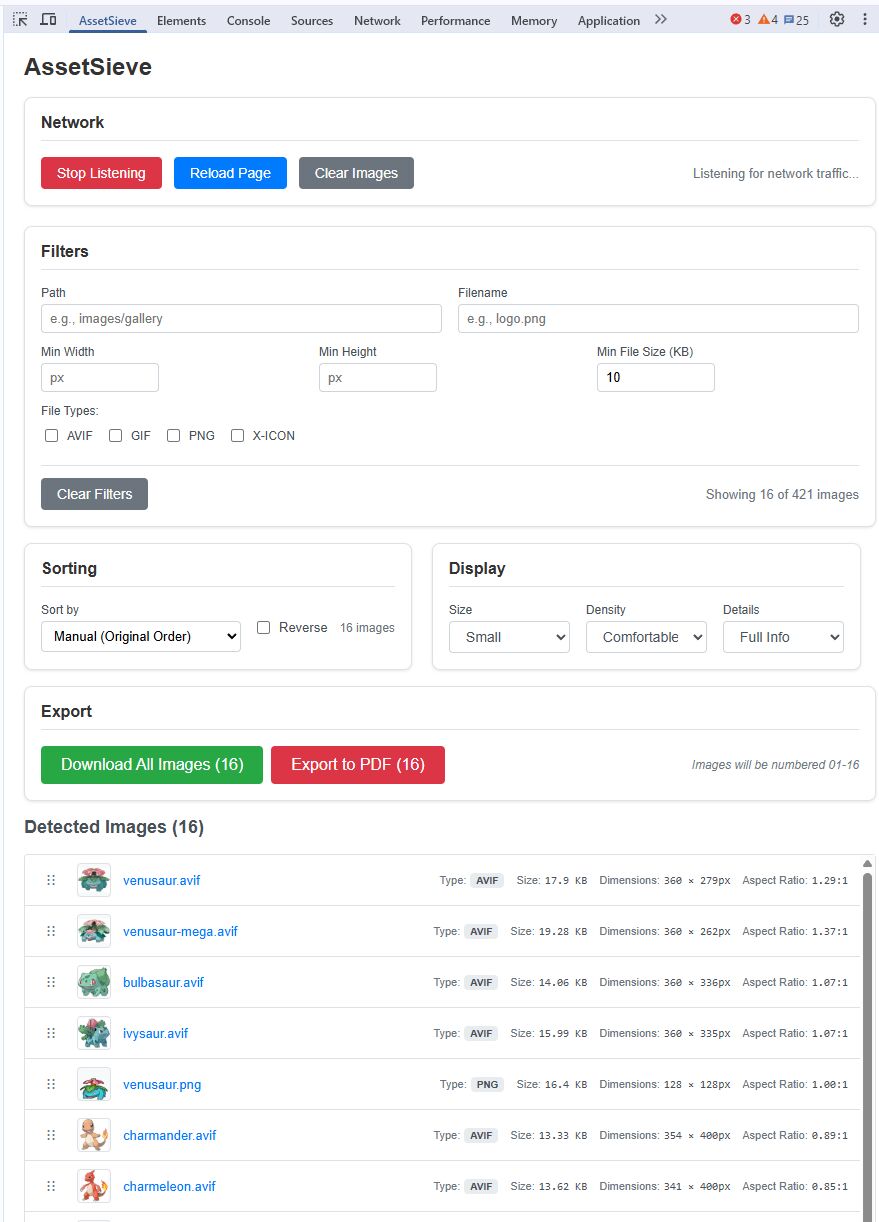 AssetSieve Elements Console Sources Network Performance Memory Application 3 4 25
AssetSieve
Network
Stop Listening Reload Page Clear Images Listening for network traffic...
Filters
Path Filename
e.g., images/gallery e.g., logo.png
Min Width Min Height Min File Size (KB)
px px 10
File Types:
AVIF GIF PNG X-ICON
Clear Filters Showing 16 of 421 images
Sorting Display
Sort by Size Density Details
Manual (Original Order) Reverse 16 images Small Comfortable Full Info
Export
Download All Images (16) Export to PDF (16) Images will be numbered 01-16
Detected Images (16)
venusaur.avif Type: AVIF Size: 17.9 KB Dimensions: 360 × 279px Aspect Ratio: 1.29:1
venusaur-mega.avif Type: AVIF Size: 19.28 KB Dimensions: 360 × 262px Aspect Ratio: 1.37:1
bulbasaur.avif Type: AVIF Size: 14.06 KB Dimensions: 360 × 336px Aspect Ratio: 1.07:1
ivysaur.avif Type: AVIF Size: 15.99 KB Dimensions: 360 × 335px Aspect Ratio: 1.07:1
venusaur.png Type: PNG Size: 16.4 KB Dimensions: 128 × 128px Aspect Ratio: 1.00:1
charmander.avif Type: AVIF Size: 13.33 KB Dimensions: 354 × 400px Aspect Ratio: 0.89:1
charmeleon.avif Type: AVIF Size: 13.62 KB Dimensions: 341 × 400px Aspect Ratio: 0.85:1